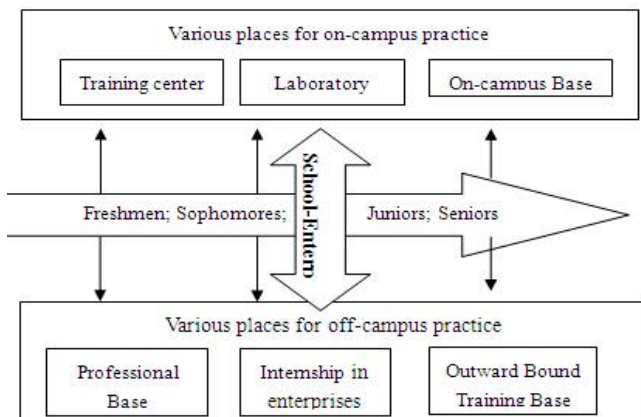 Various places for on-campus practice
Training center
Laboratory
On-campus Base
School-Enterp
Freshmen; Sophomores;
Juniors; Seniors
Various places for off-campus practice
Professional
Base
Internship in
enterprises
Outward Bound
Training Base